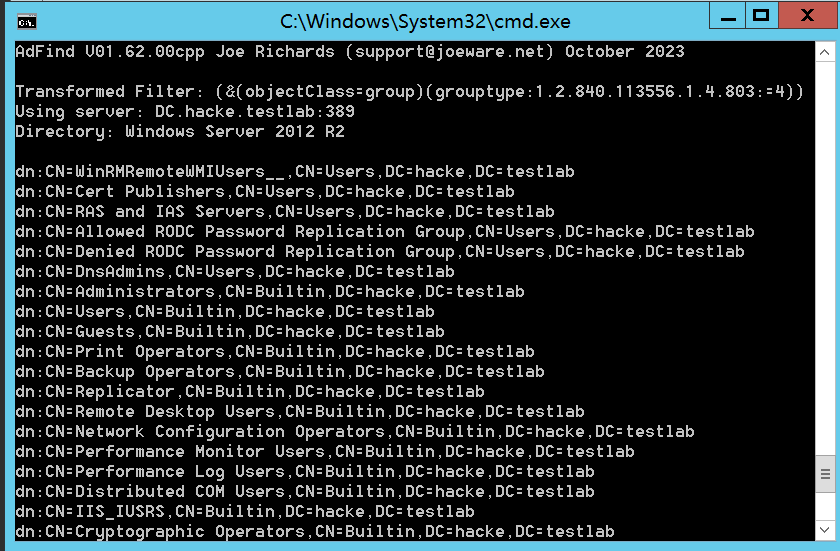 C:\Windows\System32\cmd.exe
AdFind V01.62.00cpp Joe Richards (support@joeware.net) October 2023
Transformed Filter: (&(objectClass=group)(grouptype:1.2.840.113556.1.4.803:=4))
Using server: DC.hacke.testlab:389
Directory: Windows Server 2012 R2
dn:CN=WinRMRemoteWMIUsers__,CN=Users,DC=hacke,DC=testlab
dn:CN=Cert Publishers,CN=Users,DC=hacke,DC=testlab
dn:CN=RAS and IAS Servers,CN=Users,DC=hacke,DC=testlab
dn:CN=Allowed RODC Password Replication Group,CN=Users,DC=hacke,DC=testlab
dn:CN=Denied RODC Password Replication Group,CN=Users,DC=hacke,DC=testlab
dn:CN=DnsAdmins,CN=Users,DC=hacke,DC=testlab
dn:CN=Administrators,CN=Builtin,DC=hacke,DC=testlab
dn:CN=Users,CN=Builtin,DC=hacke,DC=testlab
dn:CN=Guests,CN=Builtin,DC=hacke,DC=testlab
dn:CN=Print Operators,CN=Builtin,DC=hacke,DC=testlab
dn:CN=Backup Operators,CN=Builtin,DC=hacke,DC=testlab
dn:CN=Replicator,CN=Builtin,DC=hacke,DC=testlab
dn:CN=Remote Desktop Users,CN=Builtin,DC=hacke,DC=testlab
dn:CN=Network Configuration Operators,CN=Builtin,DC=hacke,DC=testlab
dn:CN=Performance Monitor Users,CN=Builtin,DC=hacke,DC=testlab
dn:CN=Performance Log Users,CN=Builtin,DC=hacke,DC=testlab
dn:CN=Distributed COM Users,CN=Builtin,DC=hacke,DC=testlab
dn:CN=IIS_IUSRS,CN=Builtin,DC=hacke,DC=testlab
dn:CN=Cryptographic Operators,CN=Builtin,DC=hacke,DC=testlab